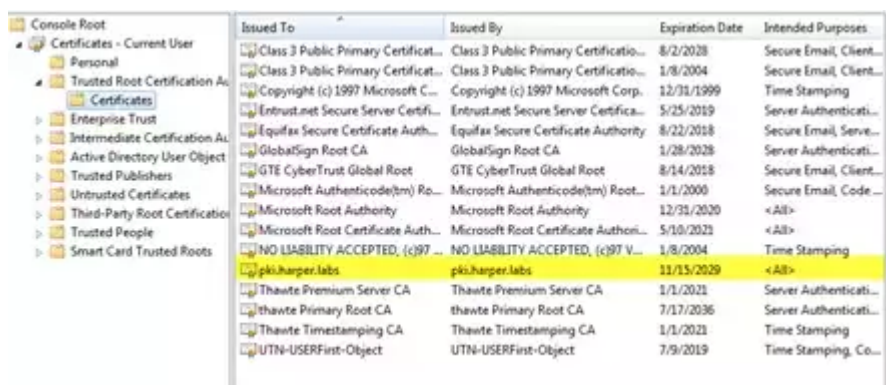 Console Root
Certificates - Current User
Personal
Trusted Root Certification Au
Certificates
Enterprise Trust
Intermediate Certification Au
Active Directory User Object
Trusted Publishers
Untrusted Certificates
Third-Party Root Certification
Trusted People
Smart Card Trusted Roots
Issued To Issued By Expiration Date Intended Purposes
Class 3 Public Primary Certificat... Class 3 Public Primary Certificatio... 8/2/2028 Secure Email, Client...
Class 3 Public Primary Certificat... Class 3 Public Primary Certificatio... 1/8/2004 Secure Email, Client...
Copyright (c) 1997 Microsoft C... Copyright (c) 1997 Microsoft Corp. 12/31/1999 Time Stamping
Entrust.net Secure Server Certifi... Entrust.net Secure Server Certifica... 5/25/2019 Server Authenticati...
Equifax Secure Certificate Auth... Equifax Secure Certificate Authority 8/22/2018 Secure Email, Serve...
GlobalSign Root CA GlobalSign Root CA 1/28/2028 Server Authenticati...
GTE CyberTrust Global Root GTE CyberTrust Global Root 8/14/2018 Secure Email, Client...
Microsoft Authenticode(tm) Ro... Microsoft Authenticode(tm) Root... 1/1/2000 Secure Email, Code ...
Microsoft Root Authority Microsoft Root Authority 12/31/2020 <All>
Microsoft Root Certificate Auth... Microsoft Root Certificate Authori... 5/10/2021 <All>
NO LIABILITY ACCEPTED, (c)97 ... NO LIABILITY ACCEPTED, (c)97 V... 1/8/2004 Time Stamping
pki.harper.labs pki.harper.labs 11/15/2029 <All>
Thawte Premium Server CA Thawte Premium Server CA 1/1/2021 Server Authenticati...
thawte Primary Root CA thawte Primary Root CA 7/17/2036 Server Authenticati...
Thawte Timestamping CA Thawte Timestamping CA 1/1/2021 Time Stamping
UTN-USERFirst-Object UTN-USERFirst-Object 7/9/2019 Time Stamping, Co...